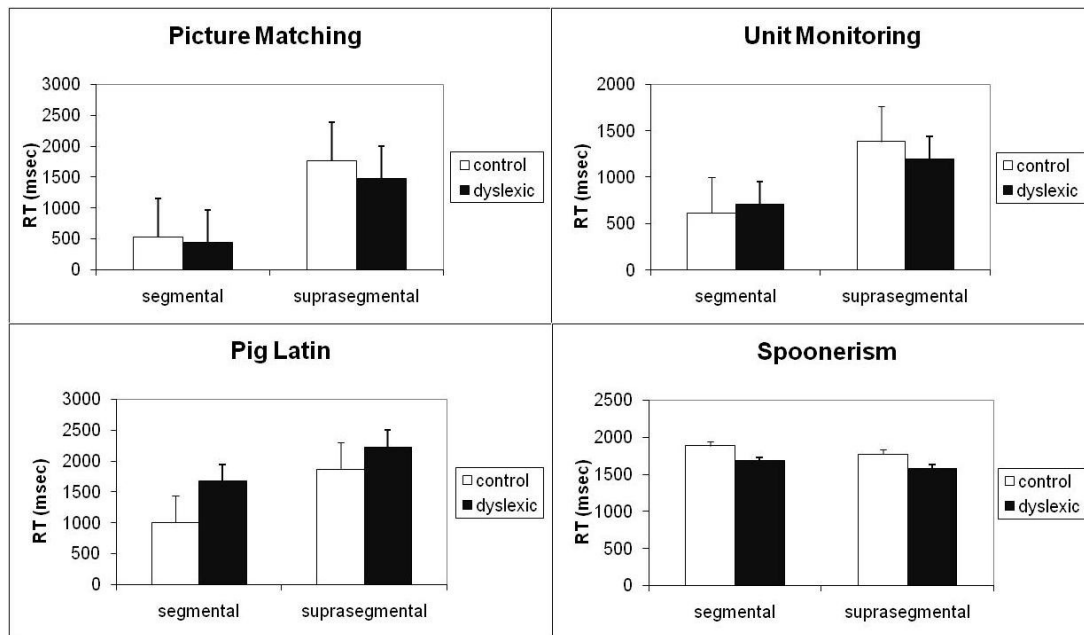 Picture Matching
3000
2500
2000
1500
1000
500
0
RT (msec)
segmental suprasegmental
control
dyslexic
Unit Monitoring
2000
1500
1000
500
0
RT (msec)
segmental suprasegmental
control
dyslexic
Pig Latin
3000
2500
2000
1500
1000
500
0
RT (msec)
segmental suprasegmental
control
dyslexic
Spoonerism
2500
2000
1500
1000
500
0
RT (msec)
segmental suprasegmental
control
dyslexic